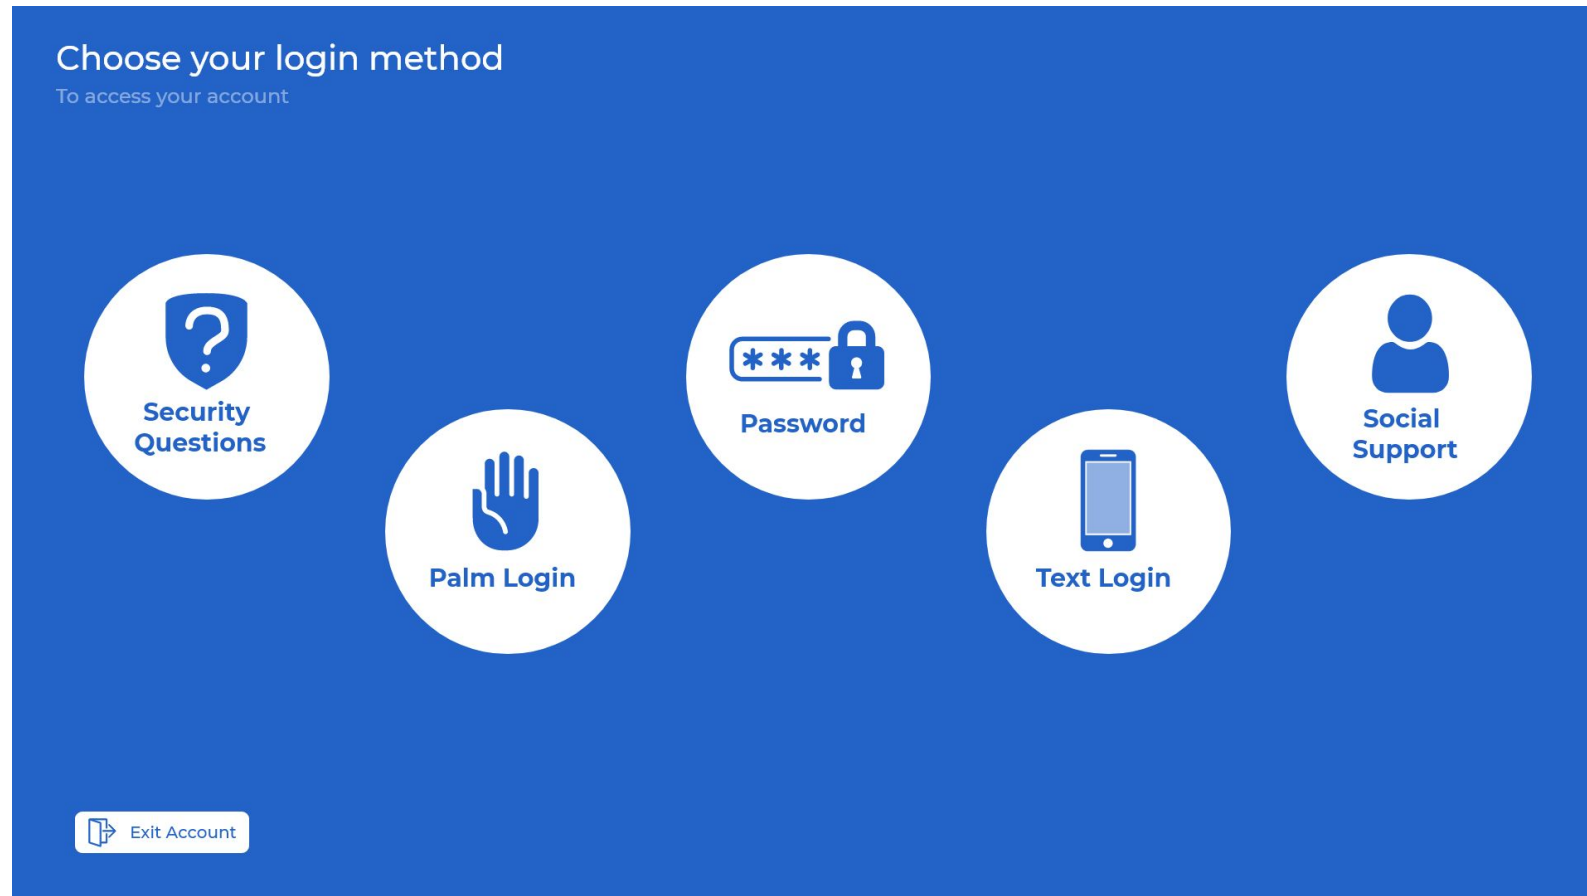 Choose your login method
To access your account
Security
Questions
Palm Login
***
Password
Text Login
Social
Support
Exit Account